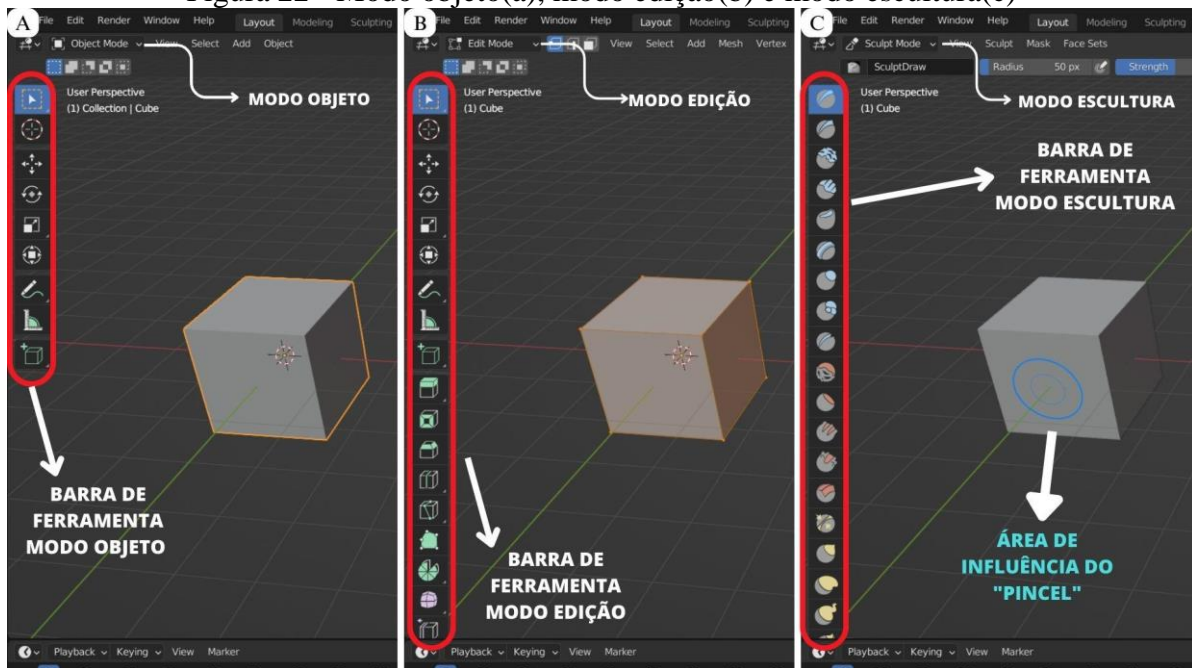 Figura 22 - Modo objeto(a), modo edição(b) e modo escultura(c)
A
File Edit Render Window Help Layout Modeling Sculpting
Object Mode View Select Add Object
User Perspective
(1) Collection | Cube
MODO OBJETO
BARRA DE
FERRAMENTA
MODO OBJETO
Playback Keying View Marker
B
File Edit Render Window Help Layout Modeling Sculpting
Edit Mode View Select Add Mesh Vertex
User Perspective
(1) Cube
MODO EDIÇÃO
BARRA DE
FERRAMENTA
MODO EDIÇÃO
Playback Keying View Marker
C
File Edit Render Window Help Layout Modeling Sculpting
Sculpt Mode View Sculpt Mask Face Sets
SculptDraw Radius 50 px Strength
User Perspective
(1) Cube
MODO ESCULTURA
BARRA DE
FERRAMENTA
MODO ESCULTURA
ÁREA DE
INFLUÊNCIA DO
"PINCEL"
Playback Keying View Marker